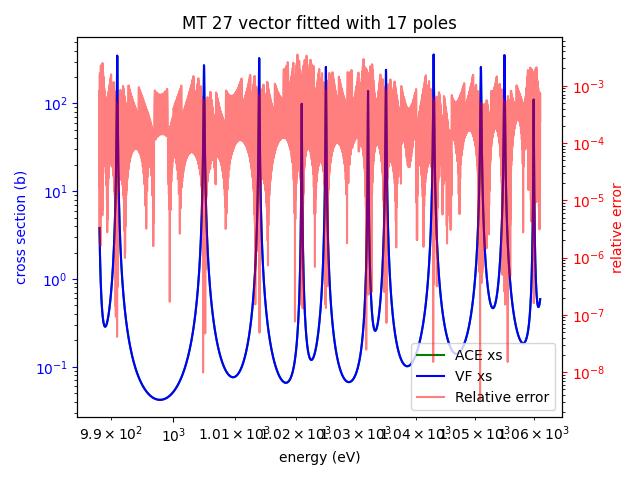 MT 27 vector fitted with 17 poles
10² 10¹ 10⁰ 10⁻¹
cross section (b)
10⁻³ 10⁻⁴ 10⁻⁵ 10⁻⁶ 10⁻⁷ 10⁻⁸
relative error
ACE xs
VF xs
Relative error
9.9 × 10² 10³ 1.01 × 10³ 1.02 × 10³ 1.03 × 10³ 1.04 × 10³ 1.05 × 10³ 1.06 × 10³
energy (eV)